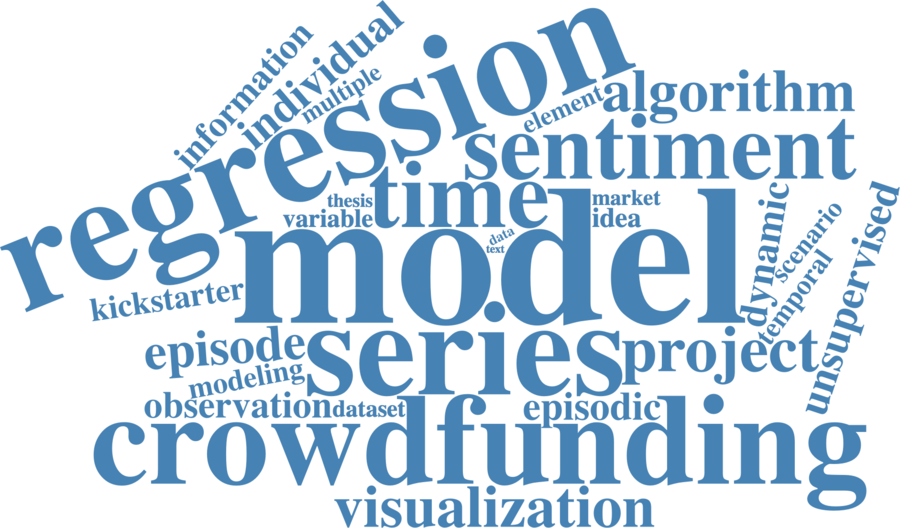 regression
information
individual
multiple
element
algorithm
sentiment
time
thesis
variable
market
idea
model
data
text
dynamic
scenario
temporal
unsupervised
kickstarter
episode
series
project
modeling
observation
dataset
episodic
crowdfunding
visualization